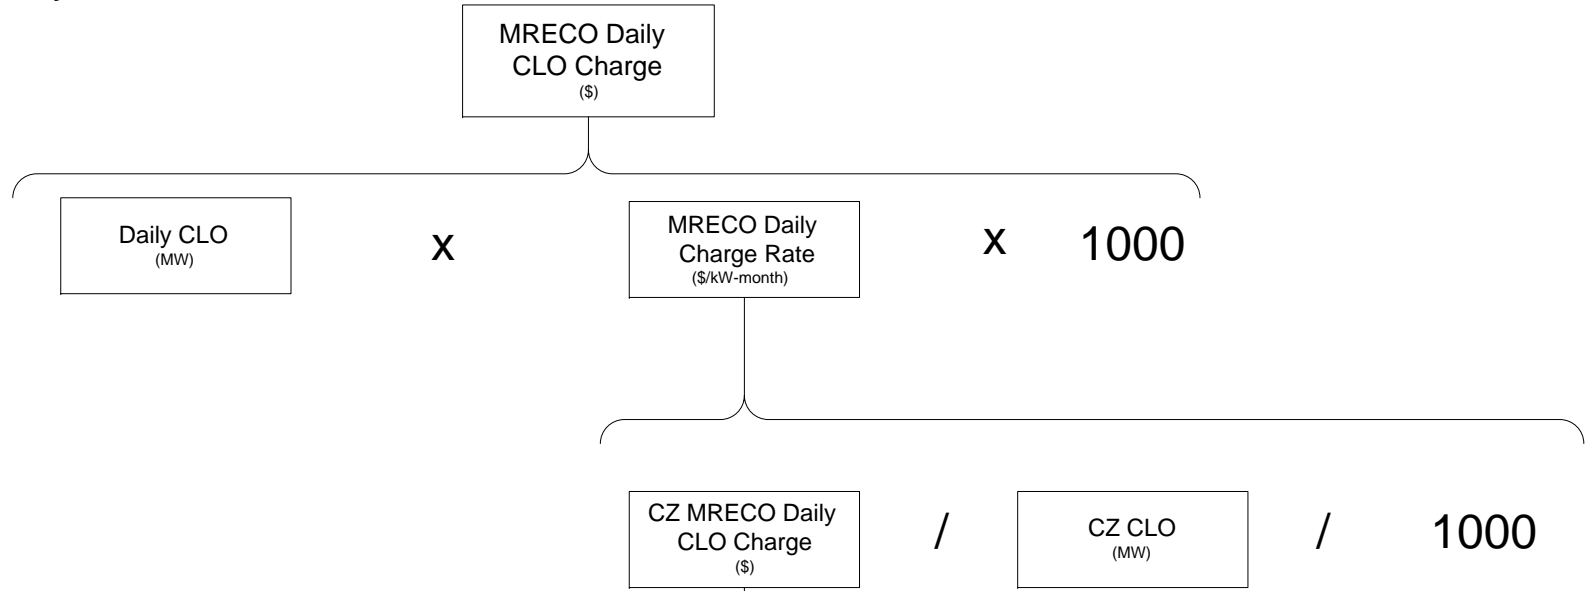 MRECO Daily
CLO Charge
($)
Daily CLO
(MW)
x
MRECO Daily
Charge Rate
($/kW-month)
x
1000
CZ MRECO Daily
CLO Charge
($)
/
CZ CLO
(MW)
/
1000